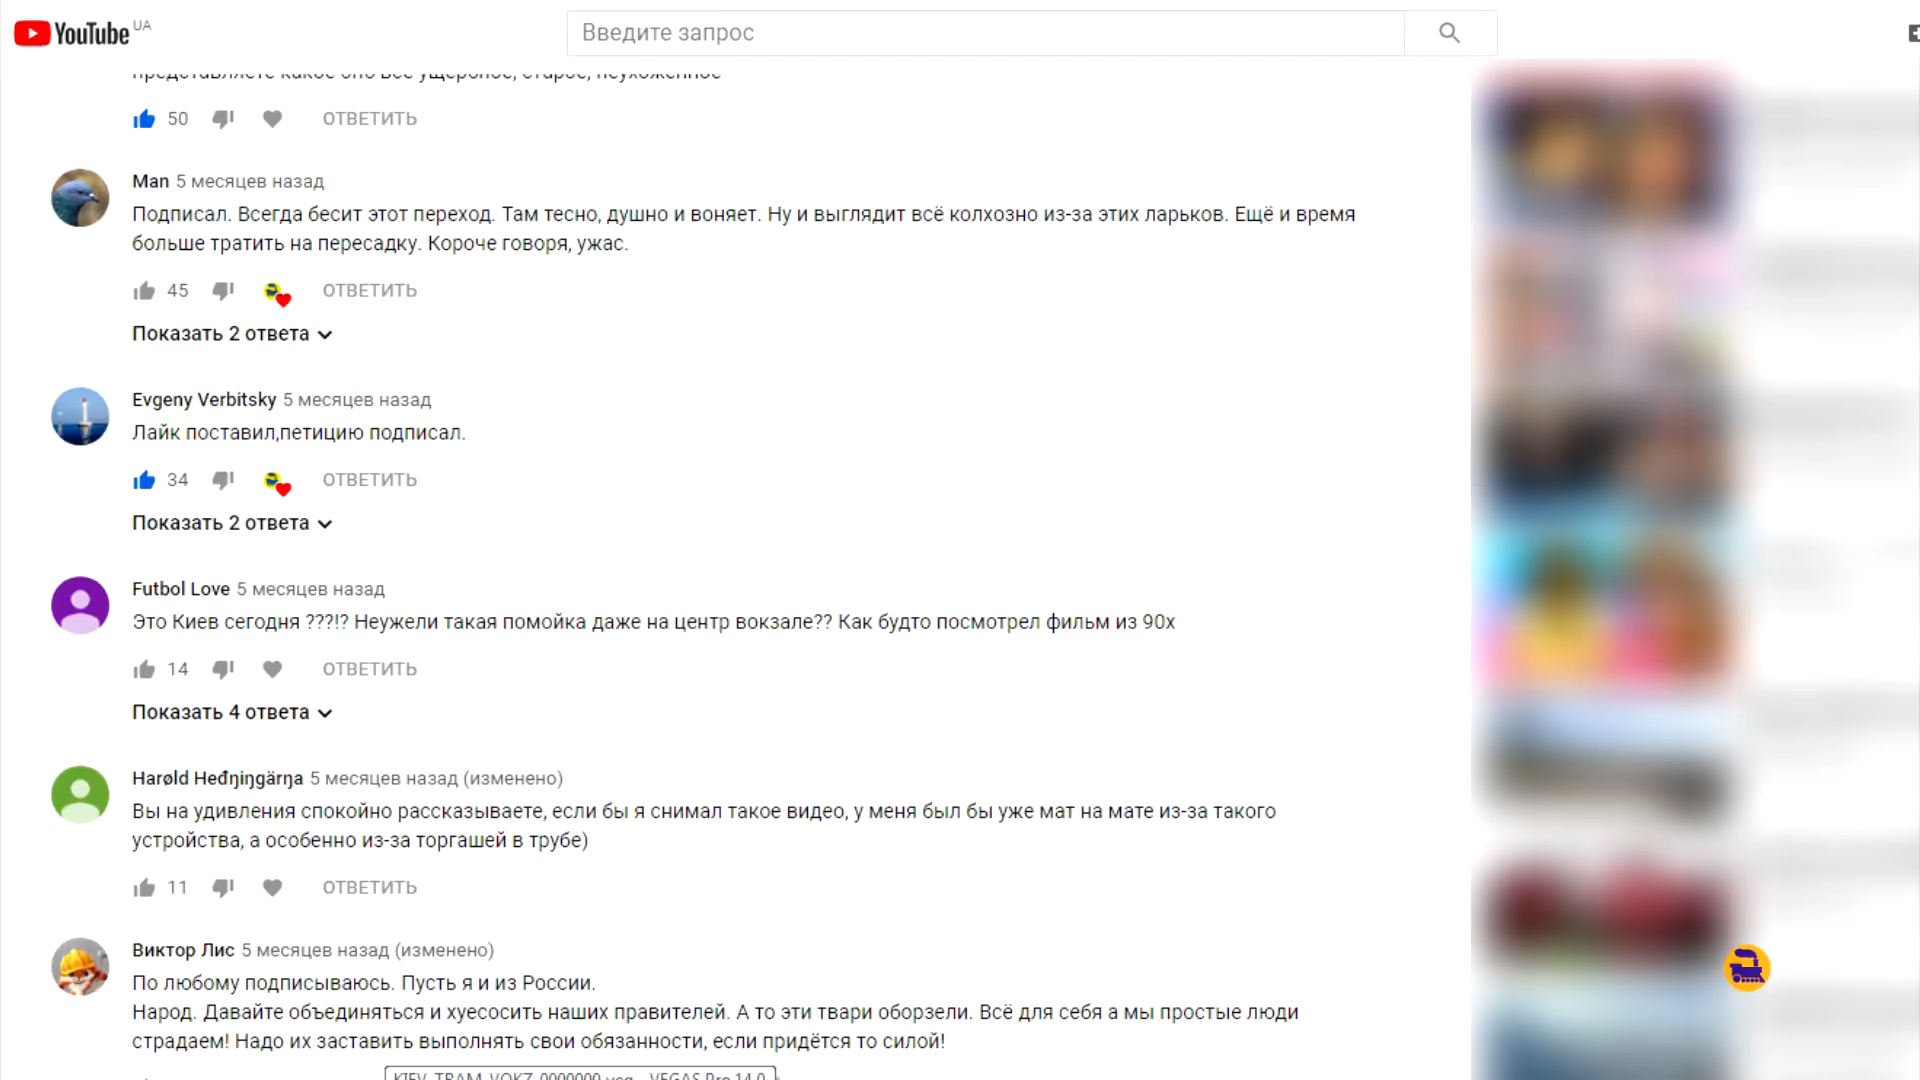 YouTube UA
Введите запрос
представляете какое оно всё ущербное, старое, неухоженное
50 ОТВЕТИТЬ
Man 5 месяцев назад
Подписал. Всегда бесит этот переход. Там тесно, душно и воняет. Ну и выглядит всё колхозно из-за этих ларьков. Ещё и время
больше тратить на пересадку. Короче говоря, ужас.
45 ОТВЕТИТЬ
Показать 2 ответа
Evgeny Verbitsky 5 месяцев назад
Лайк поставил,петицию подписал.
34 ОТВЕТИТЬ
Показать 2 ответа
Futbol Love 5 месяцев назад
Это Киев сегодня ???!? Неужели такая помойка даже на центр вокзале?? Как будто посмотрел фильм из 90х
14 ОТВЕТИТЬ
Показать 4 ответа
Harøld Heđŋiŋgärŋa 5 месяцев назад (изменено)
Вы на удивления спокойно рассказываете, если бы я снимал такое видео, у меня был бы уже мат на мате из-за такого
устройства, а особенно из-за торгашей в трубе)
11 ОТВЕТИТЬ
Виктор Лис 5 месяцев назад (изменено)
По любому подписываюсь. Пусть я и из России.
Народ. Давайте объединяться и хуесосить наших правителей. А то эти твари оборзели. Всё для себя а мы простые люди
страдаем! Надо их заставить выполнять свои обязанности, если придётся то силой!
KIEV_TRAM_VOKZ_0000000.veg - VEGAS Pro 14.0